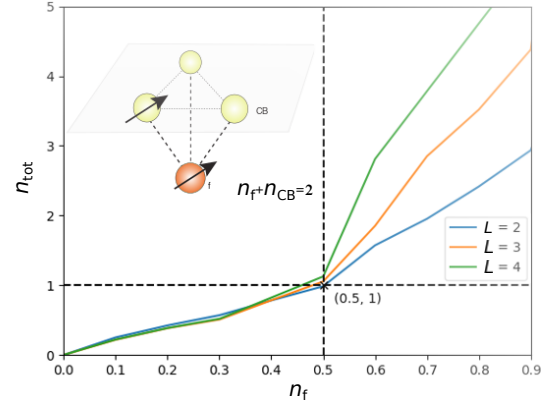 5
4
3
2
1
0
n_tot
CB
f
n_f+n_CB=2
L = 2
L = 3
L = 4
(0.5, 1)
0.0 0.1 0.2 0.3 0.4 0.5 0.6 0.7 0.8 0.9
n_f